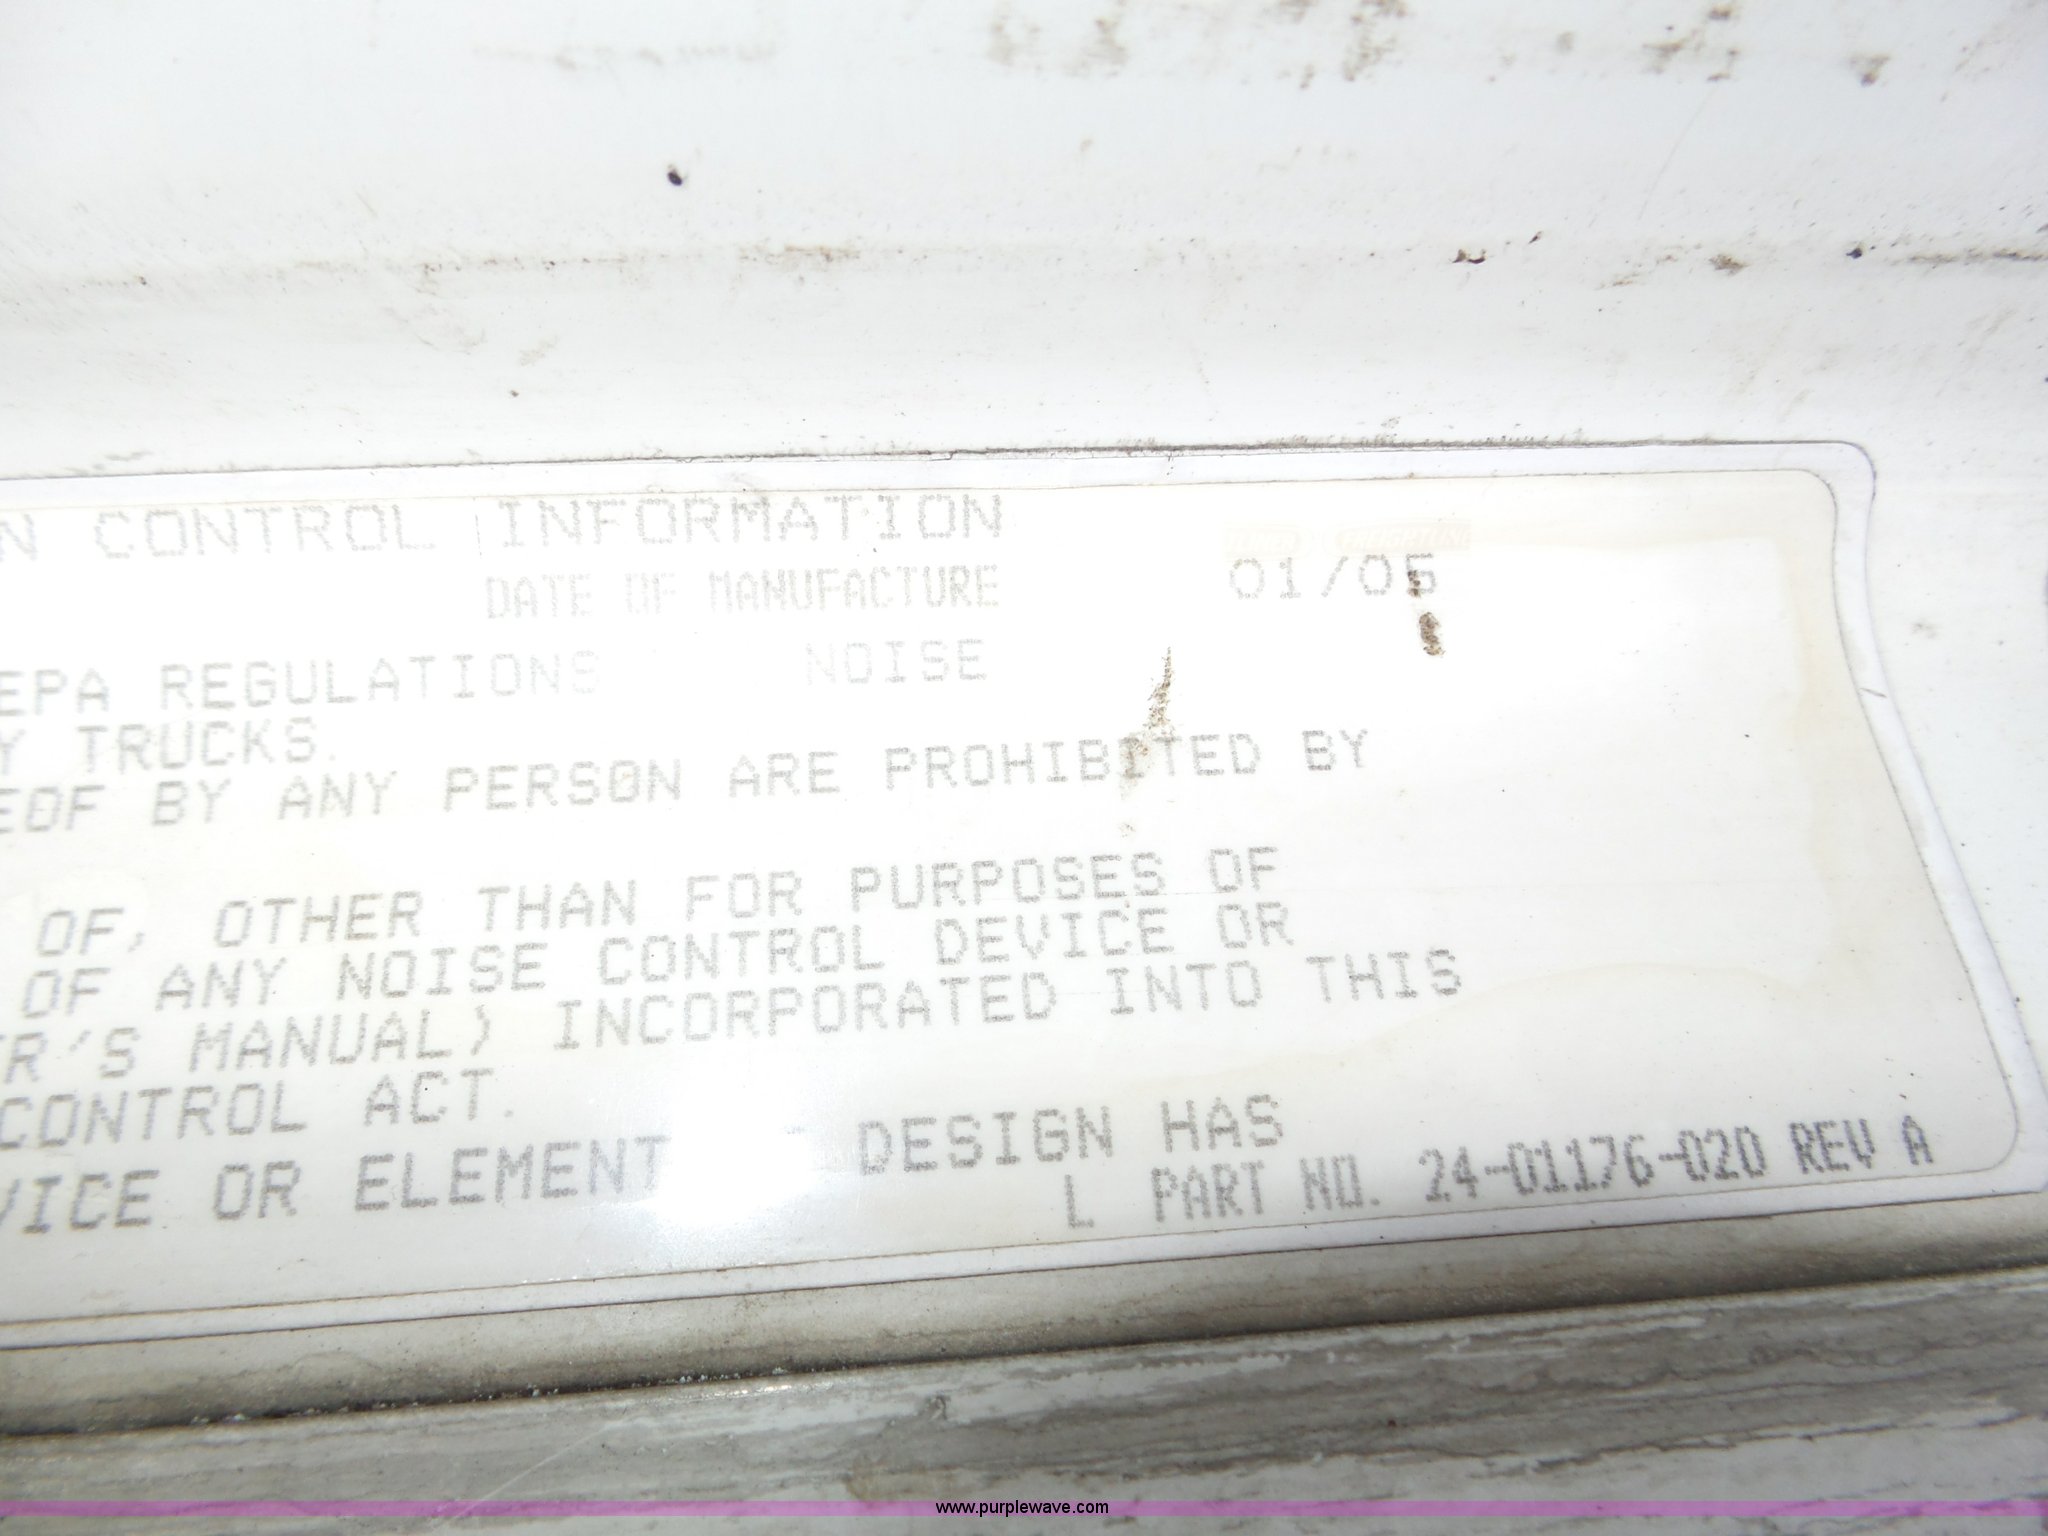 N CONTROL INFORMATION
DATE OF MANUFACTURE 01/05
EPA REGULATIONS NOISE
Y TRUCKS.
EOF BY ANY PERSON ARE PROHIBITED BY
OF, OTHER THAN FOR PURPOSES OF
OF ANY NOISE CONTROL DEVICE OR
ER'S MANUAL) INCORPORATED INTO THIS
CONTROL ACT.
VICE OR ELEMENT DESIGN HAS
L PART NO. 24-01176-020 REV A
www.purplewave.com